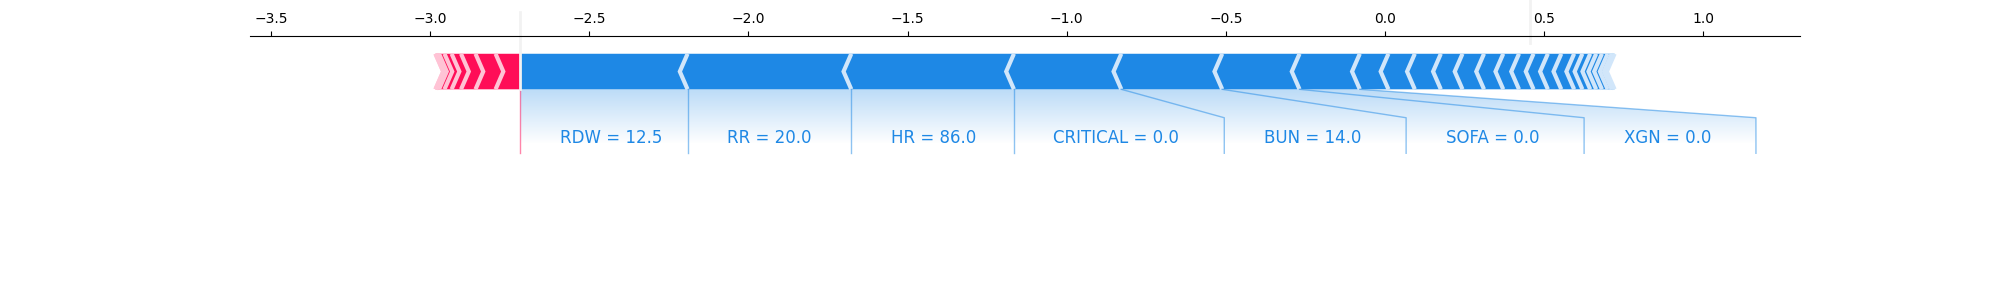 −3.5 −3.0 −2.5 −2.0 −1.5 −1.0 −0.5 0.0 0.5 1.0
RDW = 12.5 RR = 20.0 HR = 86.0 CRITICAL = 0.0 BUN = 14.0 SOFA = 0.0 XGN = 0.0